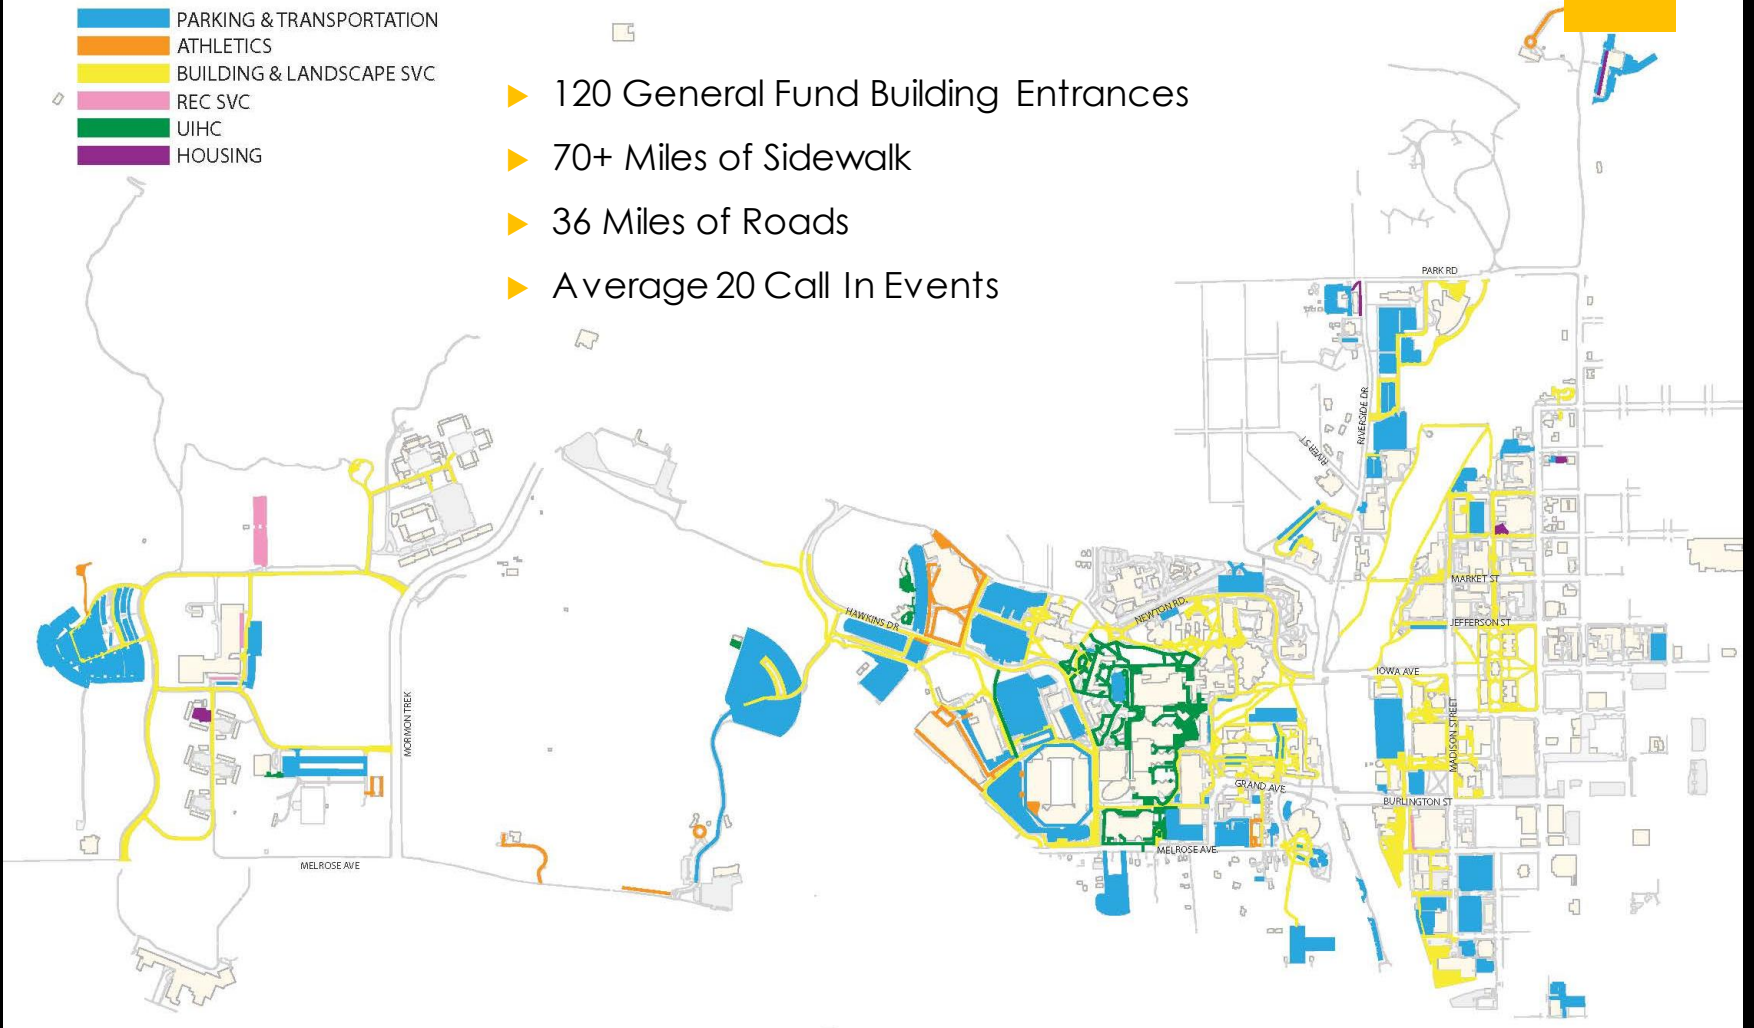 PARKING & TRANSPORTATION
ATHLETICS
BUILDING & LANDSCAPE SVC
REC SVC
UIHC
HOUSING
120 General Fund Building Entrances
70+ Miles of Sidewalk
36 Miles of Roads
Average 20 Call In Events
PARK RD
RIVERSIDE DR
RIVER ST
MARKET ST
NEWTON RD.
HAWKINS DR
JEFFERSON ST
IOWA AVE
MORMON TREK
MADISON STREET
GRAND AVE
BURLINGTON ST
MELROSE AVE.
MELROSE AVE